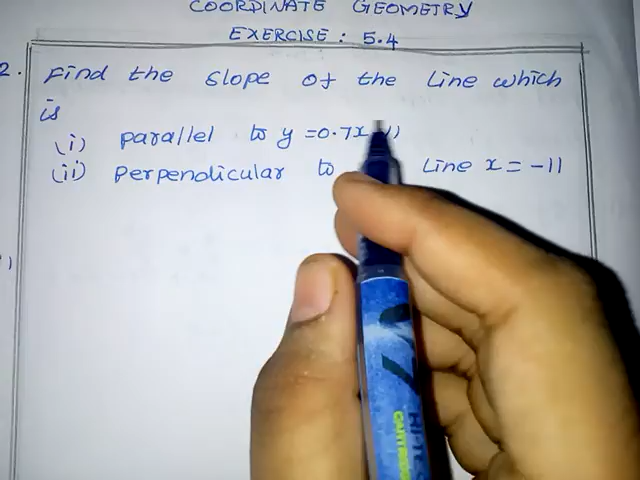 COORDINATE GEOMETRY
EXERCISE : 5.4
2. Find the slope of the line which
is
(i) parallel to y = 0.7x 11
(ii) Perpendicular to line x = -11